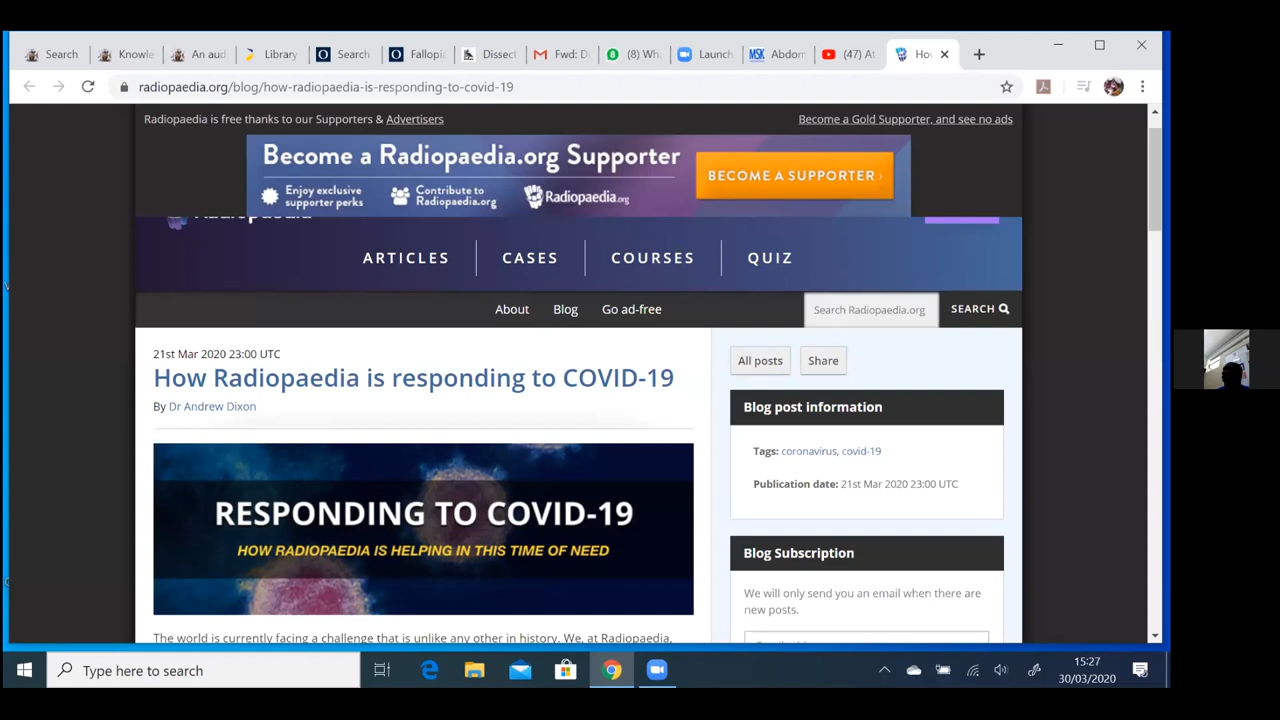 Search
Knowle
An aud
Library
Search
Fallopi
Dissect
Fwd: D
(8) Wha
Launch
MSK Abdom
(47) At
Ho
radiopaedia.org/blog/how-radiopaedia-is-responding-to-covid-19
Radiopaedia is free thanks to our Supporters & Advertisers
Become a Gold Supporter, and see no ads
Become a Radiopaedia.org Supporter
Enjoy exclusive
supporter perks
Contribute to
Radiopaedia.org
Radiopaedia.org
BECOME A SUPPORTER ›
Radiopaedia
ARTICLES
CASES
COURSES
QUIZ
About
Blog
Go ad-free
Search Radiopaedia.org
SEARCH
21st Mar 2020 23:00 UTC
How Radiopaedia is responding to COVID-19
By Dr Andrew Dixon
RESPONDING TO COVID-19
HOW RADIOPAEDIA IS HELPING IN THIS TIME OF NEED
The world is currently facing a challenge that is unlike any other in history. We, at Radiopaedia,
All posts
Share
Blog post information
Tags: coronavirus, covid-19
Publication date: 21st Mar 2020 23:00 UTC
Blog Subscription
We will only send you an email when there are
new posts.
Type here to search
15:27
30/03/2020